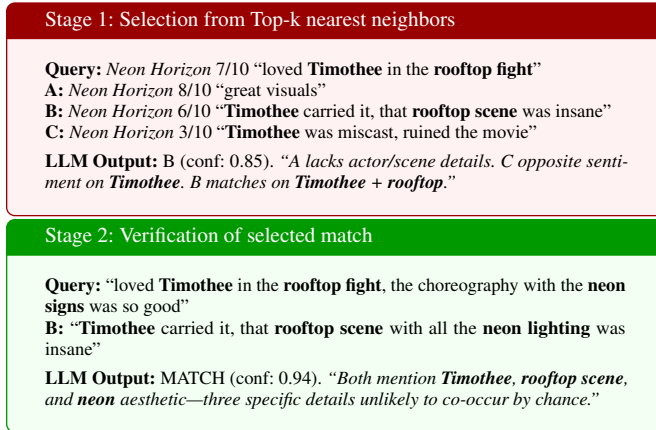 Stage 1: Selection from Top-k nearest neighbors
Query: Neon Horizon 7/10 “loved Timothee in the rooftop fight”
A: Neon Horizon 8/10 “great visuals”
B: Neon Horizon 6/10 “Timothee carried it, that rooftop scene was insane”
C: Neon Horizon 3/10 “Timothee was miscast, ruined the movie”
LLM Output: B (conf: 0.85). “A lacks actor/scene details. C opposite senti-
ment on Timothee. B matches on Timothee + rooftop.”
Stage 2: Verification of selected match
Query: “loved Timothee in the rooftop fight, the choreography with the neon
signs was so good”
B: “Timothee carried it, that rooftop scene with all the neon lighting was
insane”
LLM Output: MATCH (conf: 0.94). “Both mention Timothee, rooftop scene,
and neon aesthetic—three specific details unlikely to co-occur by chance.”